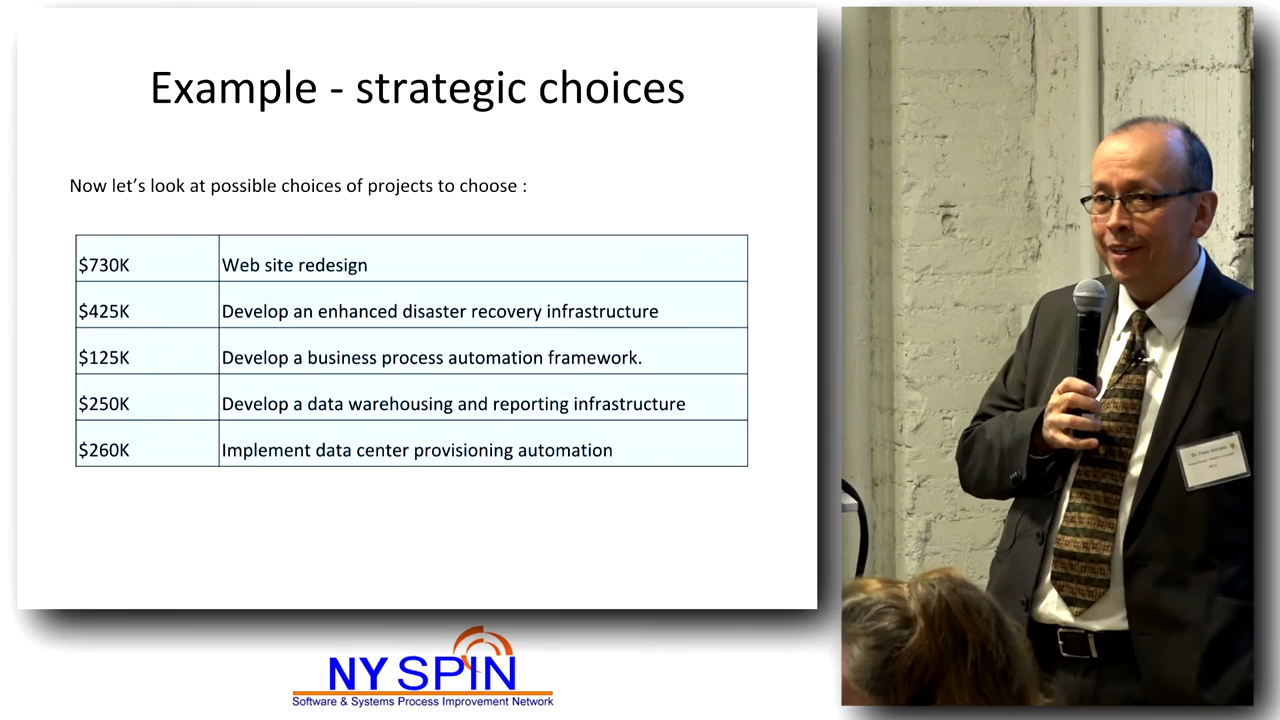 Example - strategic choices
Now let's look at possible choices of projects to choose :
$730K Web site redesign
$425K Develop an enhanced disaster recovery infrastructure
$125K Develop a business process automation framework.
$250K Develop a data warehousing and reporting infrastructure
$260K Implement data center provisioning automation
NY SPIN
Software & Systems Process Improvement Network
Dr. Peter